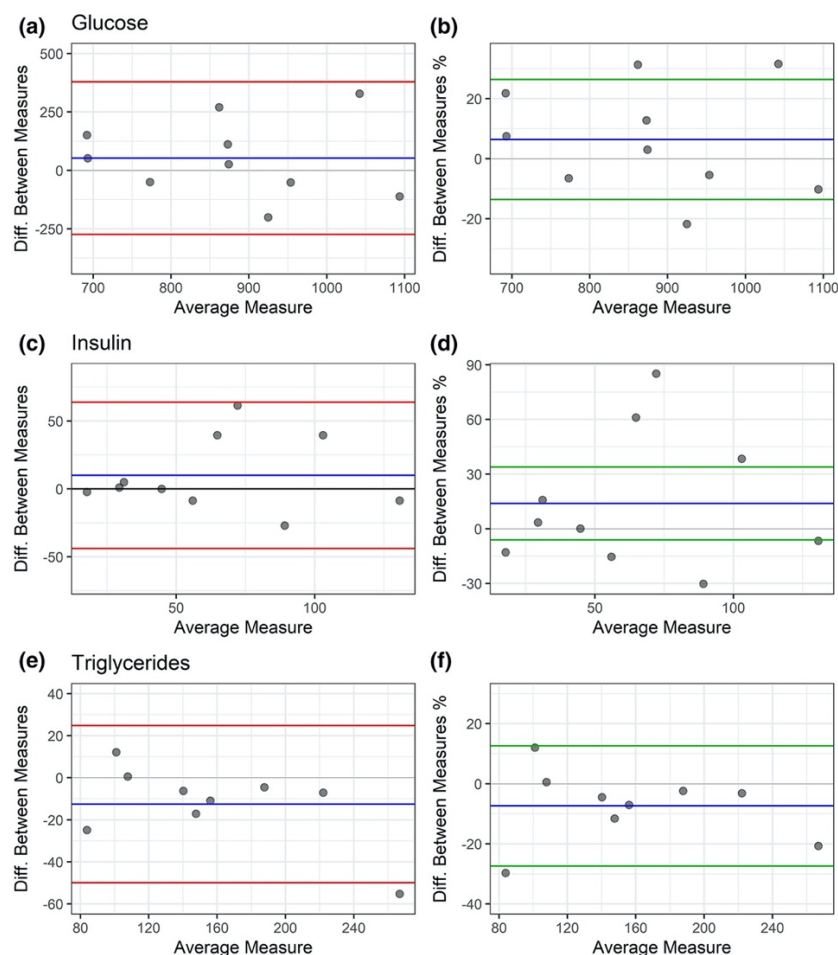 (a) Glucose
500
250
0
-250
700 800 900 1000 1100
Diff. Between Measures
Average Measure
(b)
20
0
-20
700 800 900 1000 1100
Diff. Between Measures %
Average Measure
(c) Insulin
50
0
-50
50 100
Diff. Between Measures
Average Measure
(d)
90
60
30
0
-30
50 100
Diff. Between Measures %
Average Measure
(e) Triglycerides
40
20
0
-20
-40
-60
80 120 160 200 240
Diff. Between Measures
Average Measure
(f)
20
0
-20
-40
80 120 160 200 240
Diff. Between Measures %
Average Measure